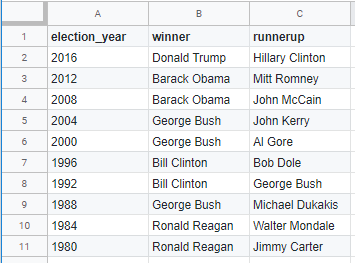 A B C
1 election_year winner runnerup
2 2016 Donald Trump Hillary Clinton
3 2012 Barack Obama Mitt Romney
4 2008 Barack Obama John McCain
5 2004 George Bush John Kerry
6 2000 George Bush Al Gore
7 1996 Bill Clinton Bob Dole
8 1992 Bill Clinton George Bush
9 1988 George Bush Michael Dukakis
10 1984 Ronald Reagan Walter Mondale
11 1980 Ronald Reagan Jimmy Carter